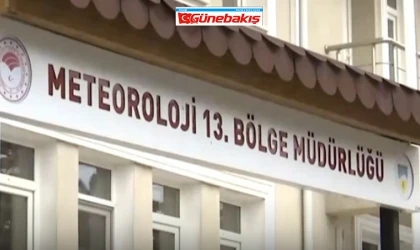 Günebakış
METEOROLOJİ 13. BÖLGE MÜDÜRLÜĞÜ